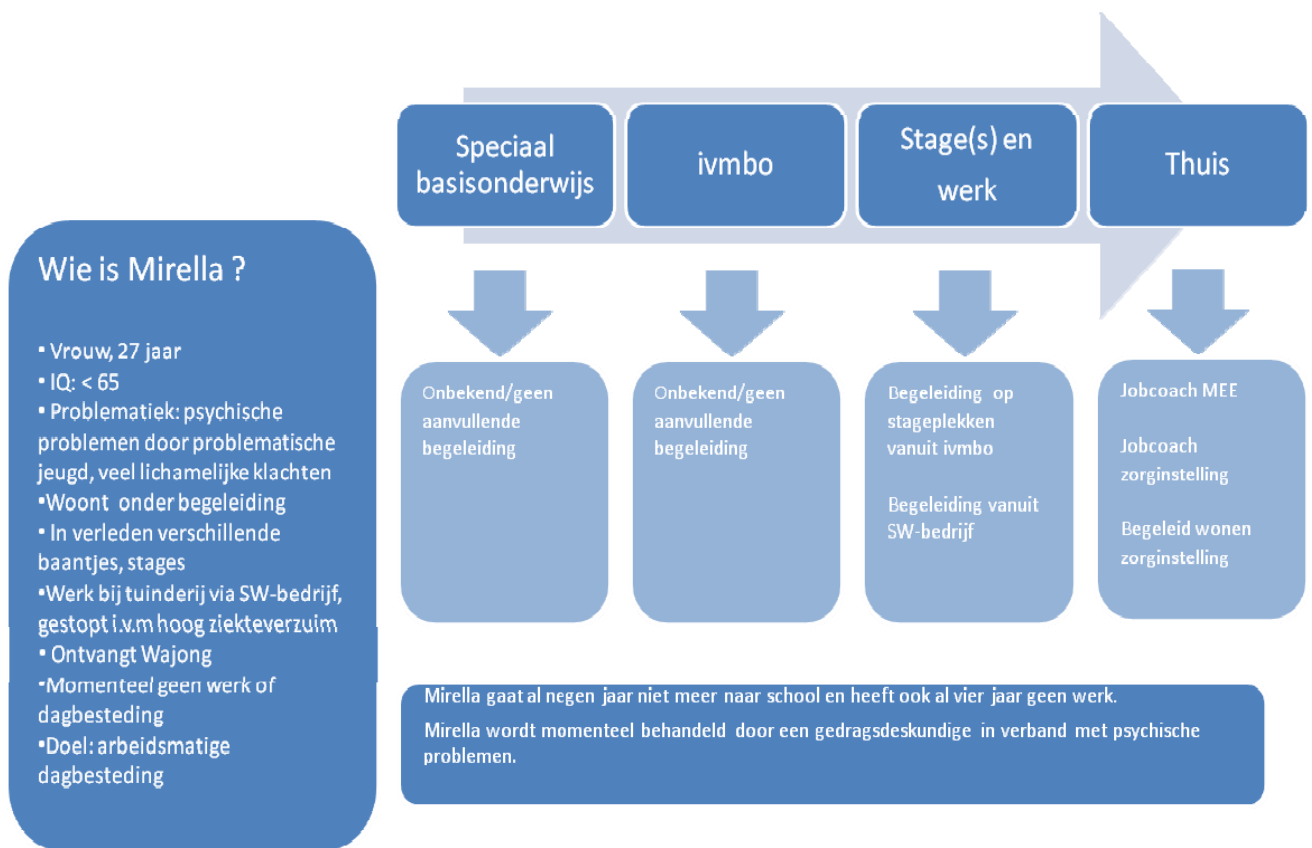 Speciaal
basisonderwijs
ivmbo
Stage(s) en
werk
Thuis
Wie is Mirella ?
• Vrouw, 27 jaar
• IQ: < 65
• Problematiek: psychische
problemen door problematische
jeugd, veel lichamelijke klachten
•Woont onder begeleiding
• In verleden verschillende
baantjes, stages
•Werk bij tuinderij via SW-bedrijf,
gestopt i.v.m hoog ziekteverzuim
• Ontvangt Wajong
•Momenteel geen werk of
dagbesteding
•Doel: arbeidsmatige
dagbesteding
Onbekend/geen
aanvullende
begeleiding
Onbekend/geen
aanvullende
begeleiding
Begeleiding op
stageplekken
vanuit ivmbo
Begeleiding vanuit
SW-bedrijf
Jobcoach MEE
Jobcoach
zorginstelling
Begeleid wonen
zorginstelling
Mirella gaat al negen jaar niet meer naar school en heeft ook al vier jaar geen werk.
Mirella wordt momenteel behandeld door een gedragsdeskundige in verband met psychische
problemen.